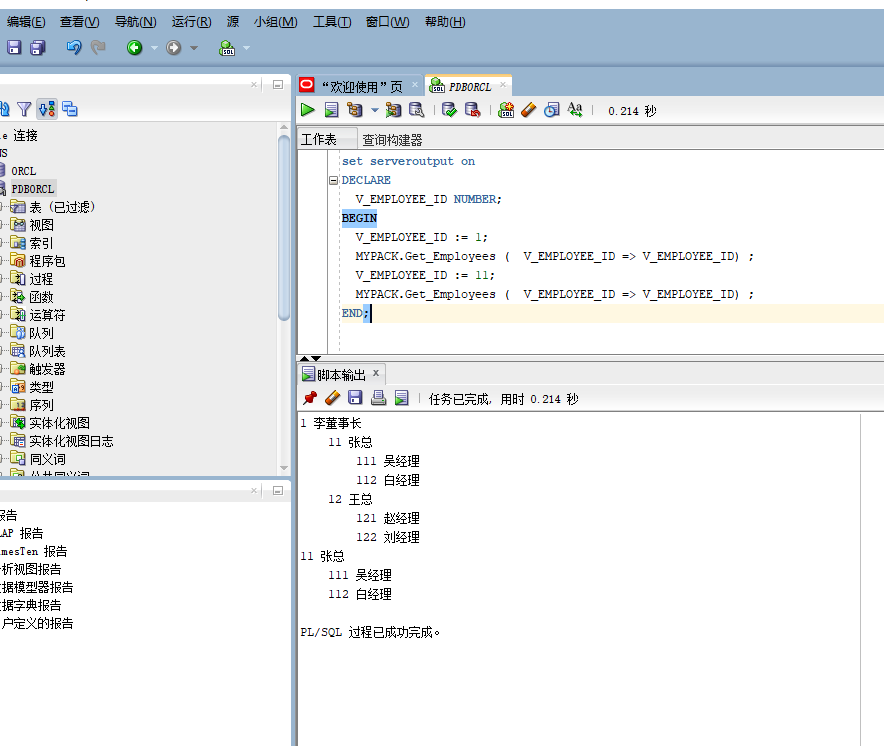 编辑(E) 查看(V) 导航(N) 运行(R) 源 小组(M) 工具(T) 窗口(W) 帮助(H)
“欢迎使用”页 PDBORCL
0.214 秒
工作表 查询构建器
连接
ORCL
PDBORCL
表 (已过滤)
视图
索引
程序包
过程
函数
运算符
队列
队列表
触发器
类型
序列
实体化视图
实体化视图日志
同义词
公共同义词
set serveroutput on
DECLARE
V_EMPLOYEE_ID NUMBER;
BEGIN
V_EMPLOYEE_ID := 1;
MYPACK.Get_Employees (  V_EMPLOYEE_ID => V_EMPLOYEE_ID) ;
V_EMPLOYEE_ID := 11;
MYPACK.Get_Employees (  V_EMPLOYEE_ID => V_EMPLOYEE_ID) ;
END;
脚本输出
任务已完成, 用时 0.214 秒
1 李董事长
11 张总
111 吴经理
112 白经理
12 王总
121 赵经理
122 刘经理
11 张总
111 吴经理
112 白经理
PL/SQL 过程已成功完成。
报告
LAP 报告
mesTen 报告
析视图报告
据模型器报告
据字典报告
户定义的报告